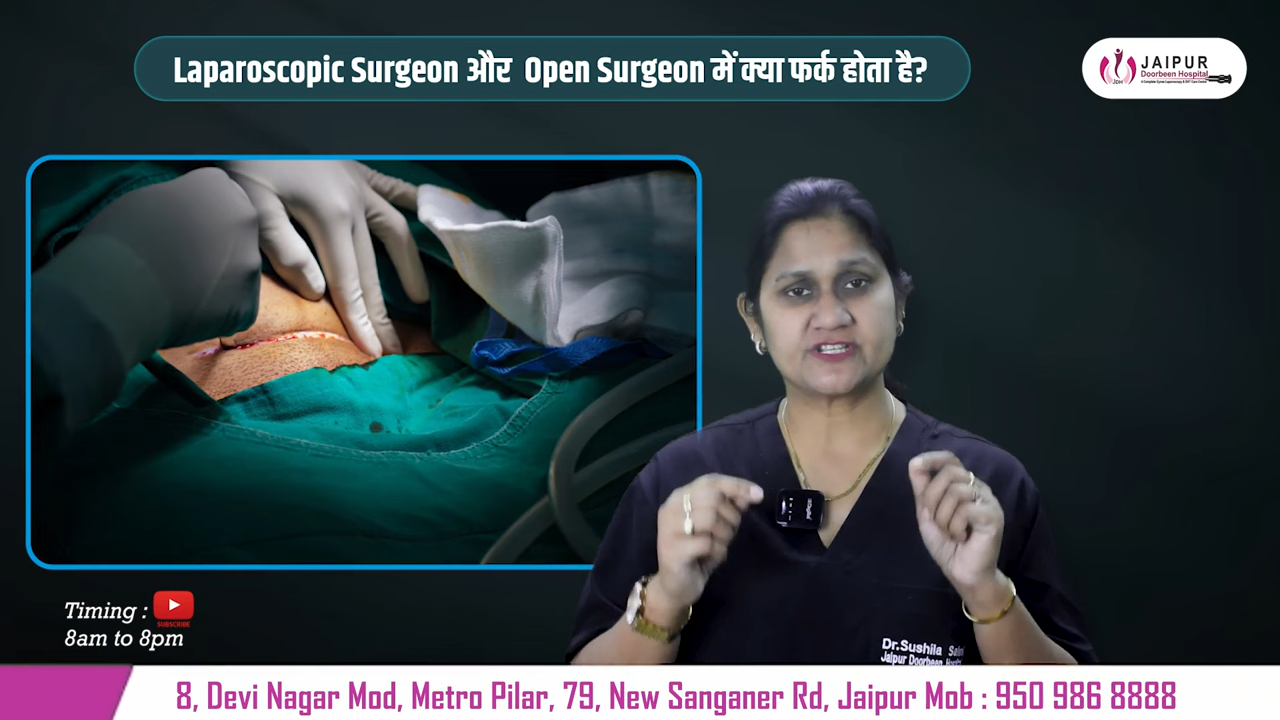 Laparoscopic Surgeon और Open Surgeon में क्या फर्क होता है?
JAIPUR
Doorbeen Hospital
JDH
Timing :
SUBSCRIBE
8am to 8pm
Dr.Sushila
Jaipur Doorbeen
8, Devi Nagar Mod, Metro Pilar, 79, New Sanganer Rd, Jaipur Mob : 950 986 8888